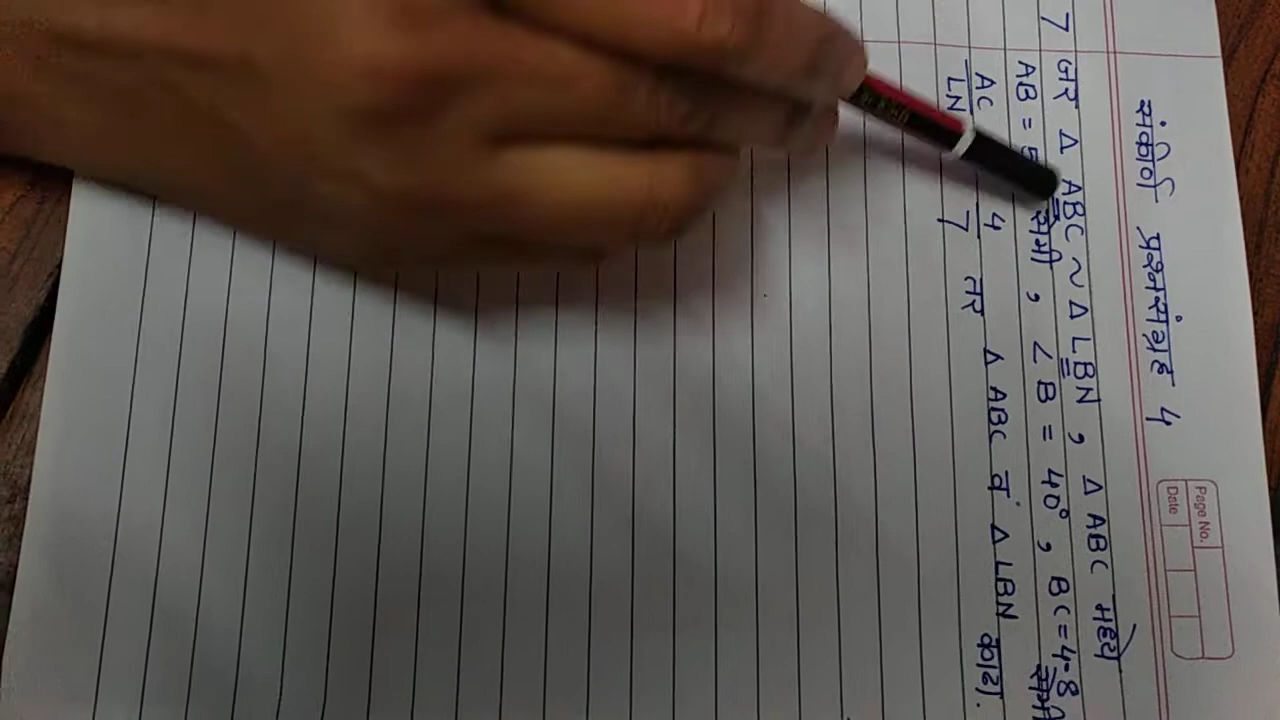 Page No.
Date
संकीर्ण प्रश्नसंग्रह 4
7 जर Δ ABC ~ Δ LBN , Δ ABC मध्ये
AB = 5 सेमी , ∠B = 40° , BC = 4.8 सेमी
AC/LN 4/7 तर Δ ABC व Δ LBN काढा.